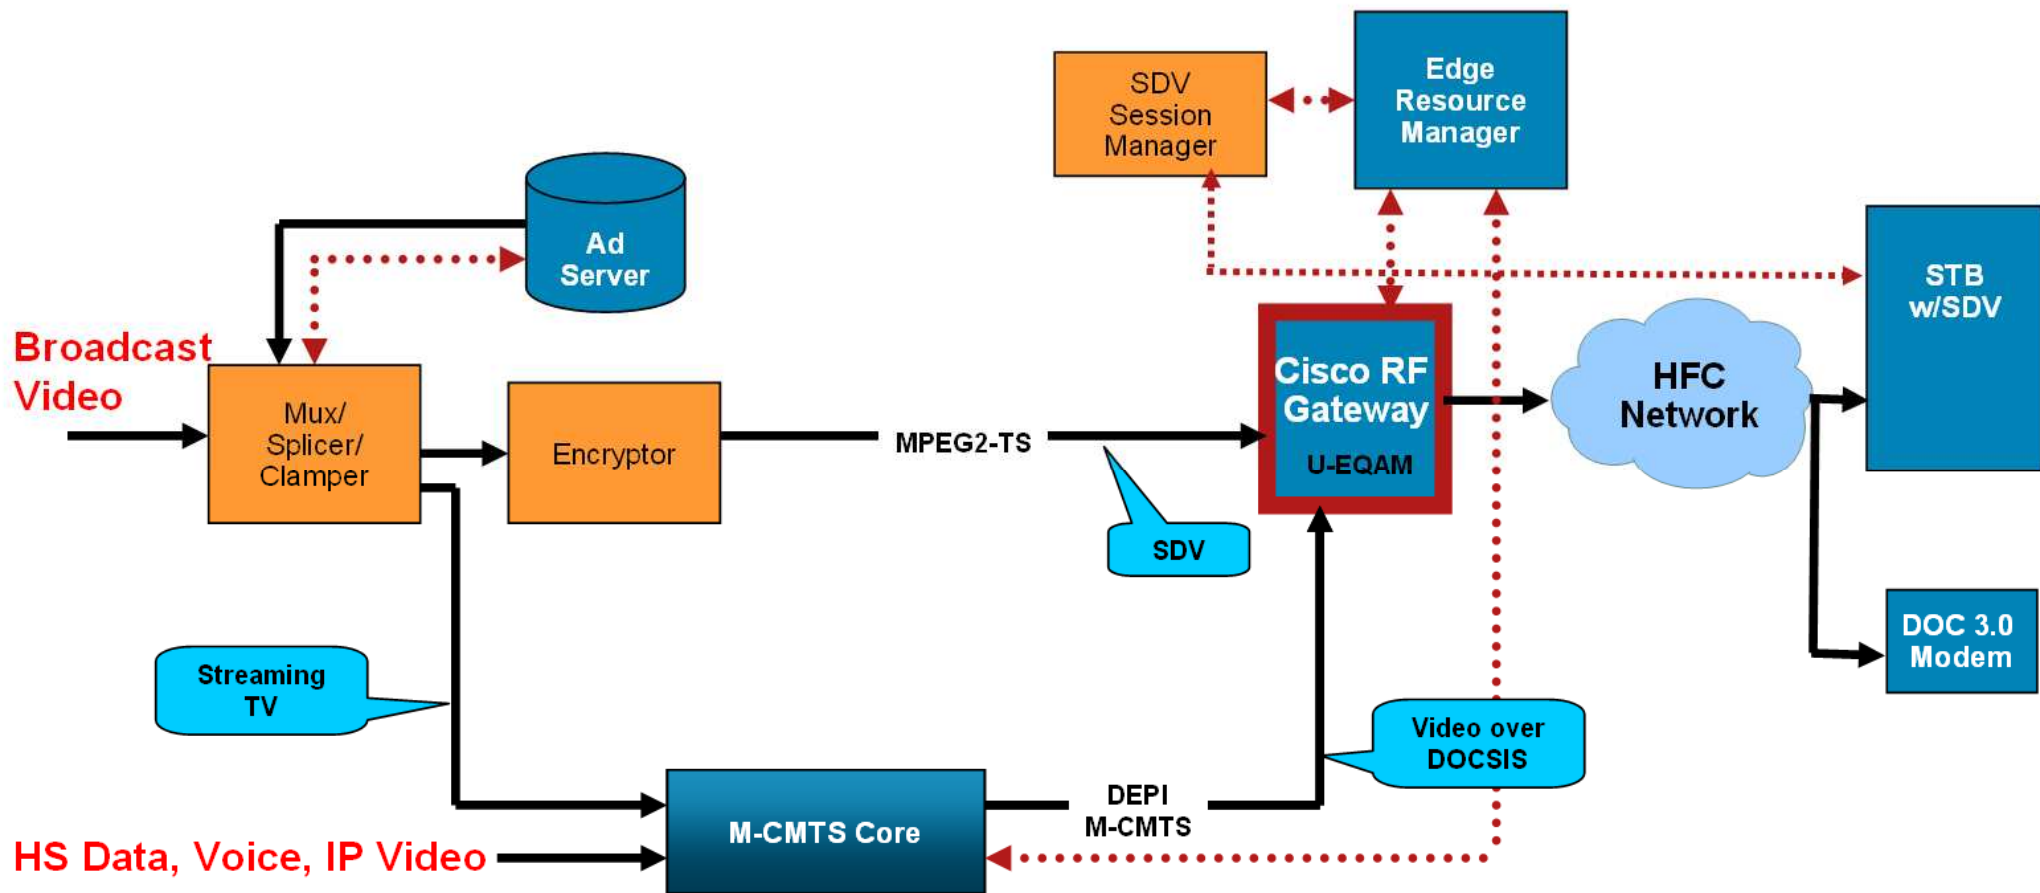 SDV
Session
Manager
Edge
Resource
Manager
Ad
Server
STB
w/SDV
Broadcast
Video
Mux/
Splicer/
Clamper
Encryptor
MPEG2-TS
Cisco RF
Gateway
U-EQAM
HFC
Network
SDV
DOC 3.0
Modem
Streaming
TV
Video over
DOCSIS
M-CMTS Core
DEPI
M-CMTS
HS Data, Voice, IP Video